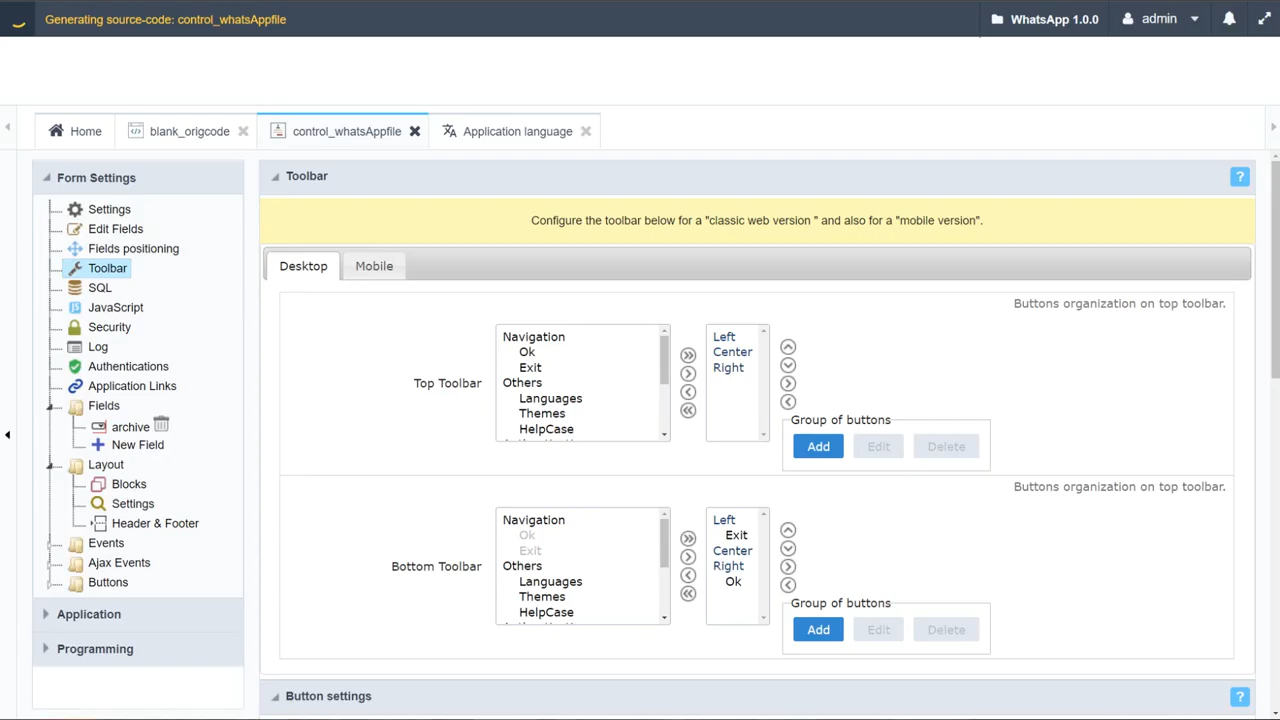 Generating source-code: control_whatsAppfile
WhatsApp 1.0.0
admin
Home
blank_origcode
control_whatsAppfile
Application language
Form Settings
Settings
Edit Fields
Fields positioning
Toolbar
SQL
JavaScript
Security
Log
Authentications
Application Links
Fields
archive
New Field
Layout
Blocks
Settings
Header & Footer
Events
Ajax Events
Buttons
Application
Programming
Toolbar
?
Configure the toolbar below for a "classic web version " and also for a "mobile version".
Desktop
Mobile
Buttons organization on top toolbar.
Top Toolbar
Navigation
Ok
Exit
Others
Languages
Themes
HelpCase
Left
Center
Right
Group of buttons
Add
Edit
Delete
Buttons organization on top toolbar.
Bottom Toolbar
Navigation
Ok
Exit
Others
Languages
Themes
HelpCase
Left
Exit
Center
Right
Ok
Group of buttons
Add
Edit
Delete
Button settings
?